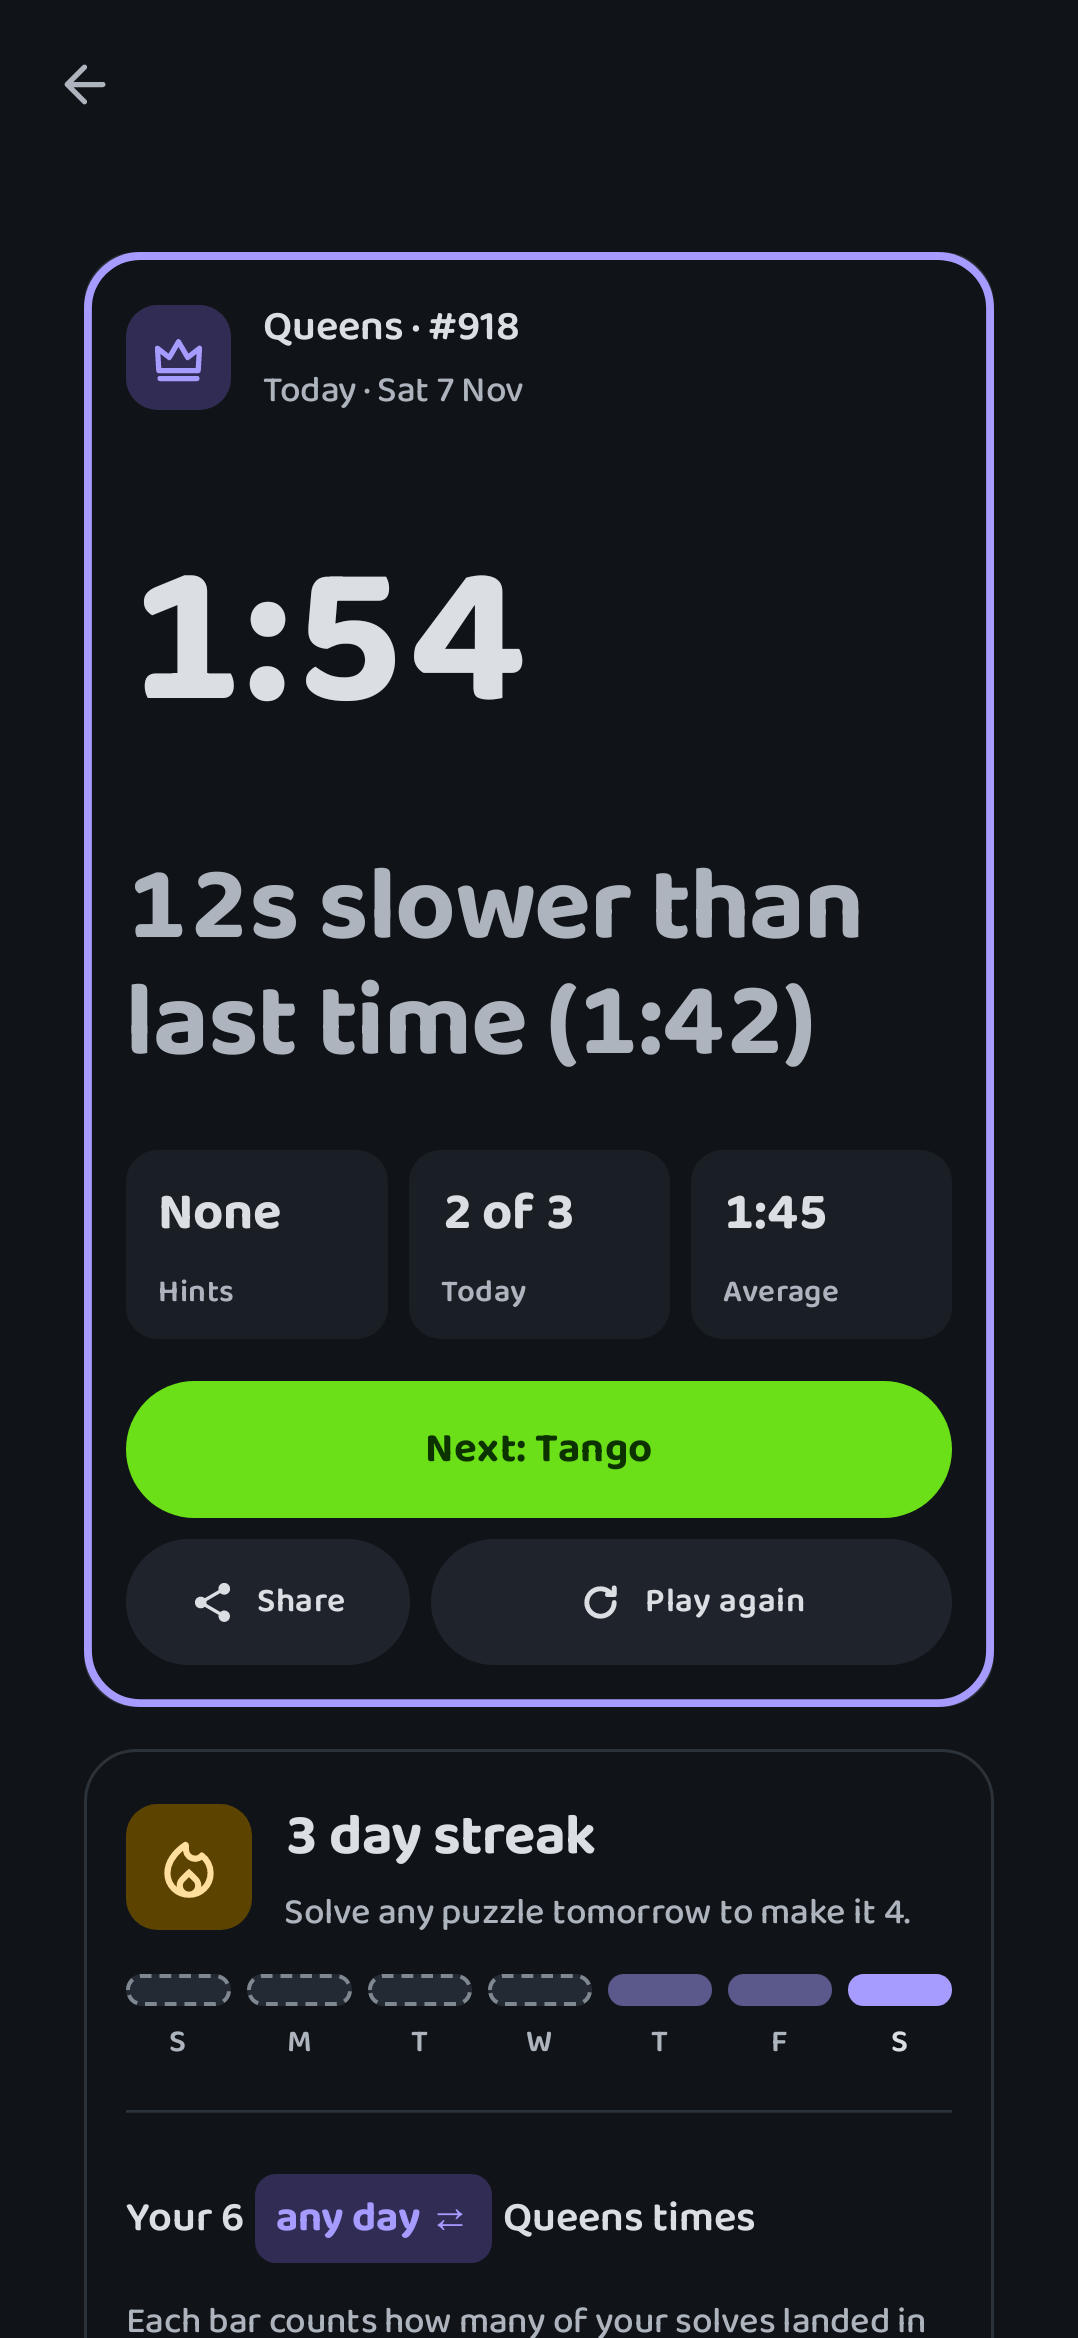 Queens · #918
Today · Sat 7 Nov
1:54
12s slower than
last time (1:42)
None
Hints
2 of 3
Today
1:45
Average
Next: Tango
Share
Play again
3 day streak
Solve any puzzle tomorrow to make it 4.
S M T W T F S
Your 6 any day ⇄ Queens times
Each bar counts how many of your solves landed in